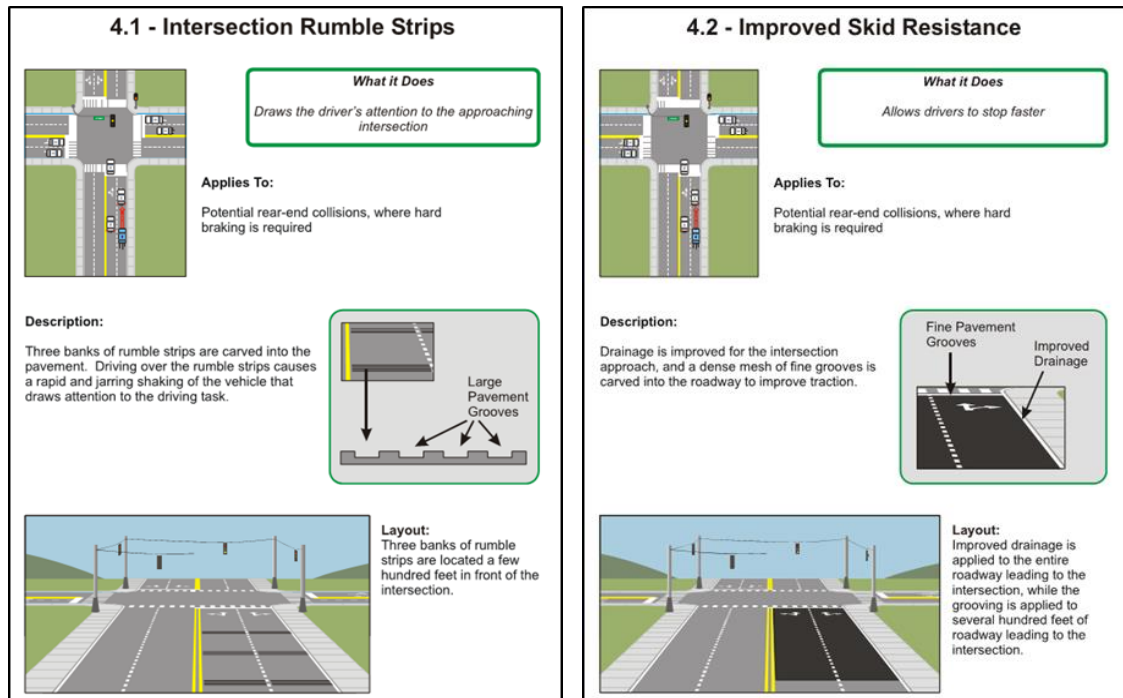 4.1 - Intersection Rumble Strips
What it Does
Draws the driver's attention to the approaching
intersection
Applies To:
Potential rear-end collisions, where hard
braking is required
Description:
Three banks of rumble strips are carved into the
pavement. Driving over the rumble strips causes
a rapid and jarring shaking of the vehicle that
draws attention to the driving task.
Large
Pavement
Grooves
Layout:
Three banks of rumble
strips are located a few
hundred feet in front of the
intersection.
4.2 - Improved Skid Resistance
What it Does
Allows drivers to stop faster
Applies To:
Potential rear-end collisions, where hard
braking is required
Description:
Drainage is improved for the intersection
approach, and a dense mesh of fine grooves is
carved into the roadway to improve traction.
Fine Pavement
Grooves
Improved
Drainage
Layout:
Improved drainage is
applied to the entire
roadway leading to the
intersection, while the
grooving is applied to
several hundred feet of
roadway leading to the
intersection.